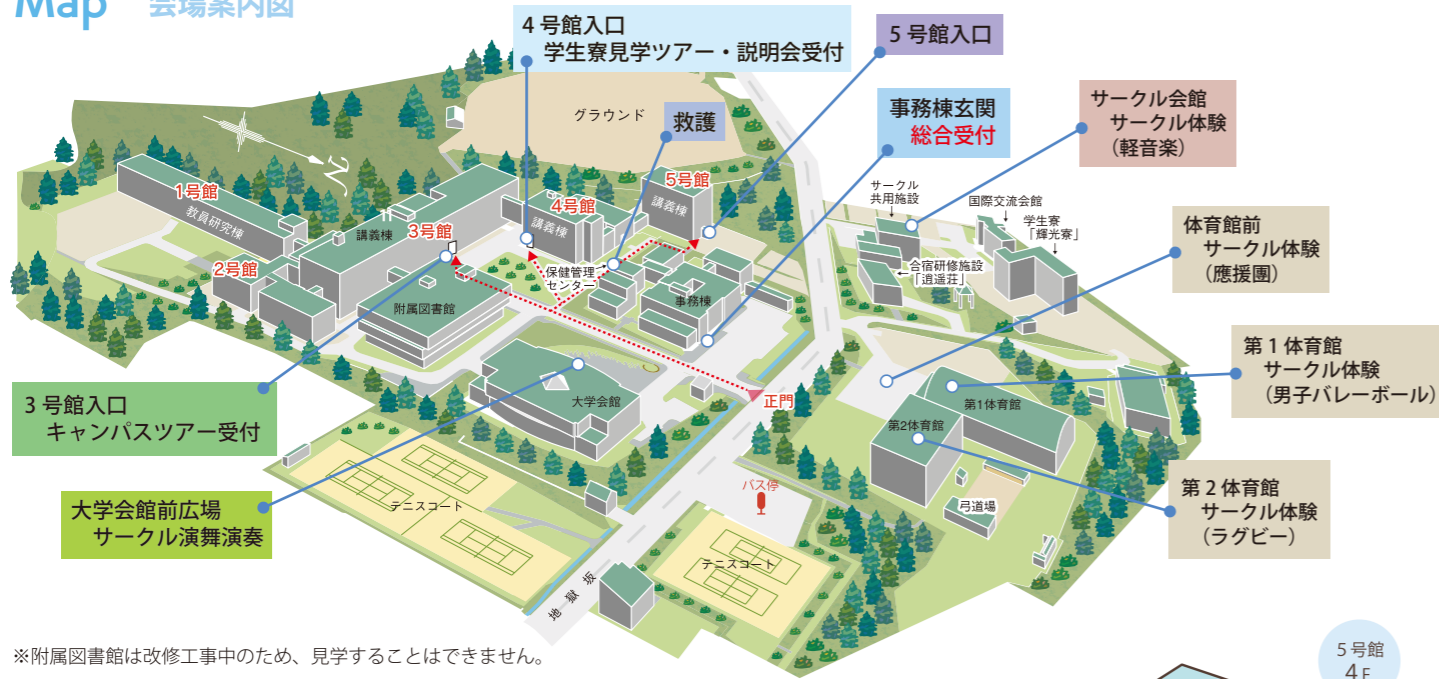 Map 会場案内図
4号館入口
学生寮見学ツアー・説明会受付
5号館入口
救護
事務棟玄関
総合受付
サークル会館
サークル体験
（軽音楽）
体育館前
サークル体験
（應援團）
第1体育館
サークル体験
（男子バレーボール）
第2体育館
サークル体験
（ラグビー）
3号館入口
キャンパスツアー受付
大学会館前広場
サークル演舞演奏
グラウンド
N
1号館
教員研究棟
2号館
講義棟
3号館
4号館
講義棟
5号館
講義棟
保健管理
センター
事務棟
附属図書館
大学会館
正門
サークル
共用施設
国際交流会館
学生寮
「輝光寮」
合宿研修施設
「逍遥荘」
第1体育館
第2体育館
弓道場
バス停
テニスコート
テニスコート
地獄坂
※附属図書館は改修工事中のため、見学することはできません。
5号館
4F